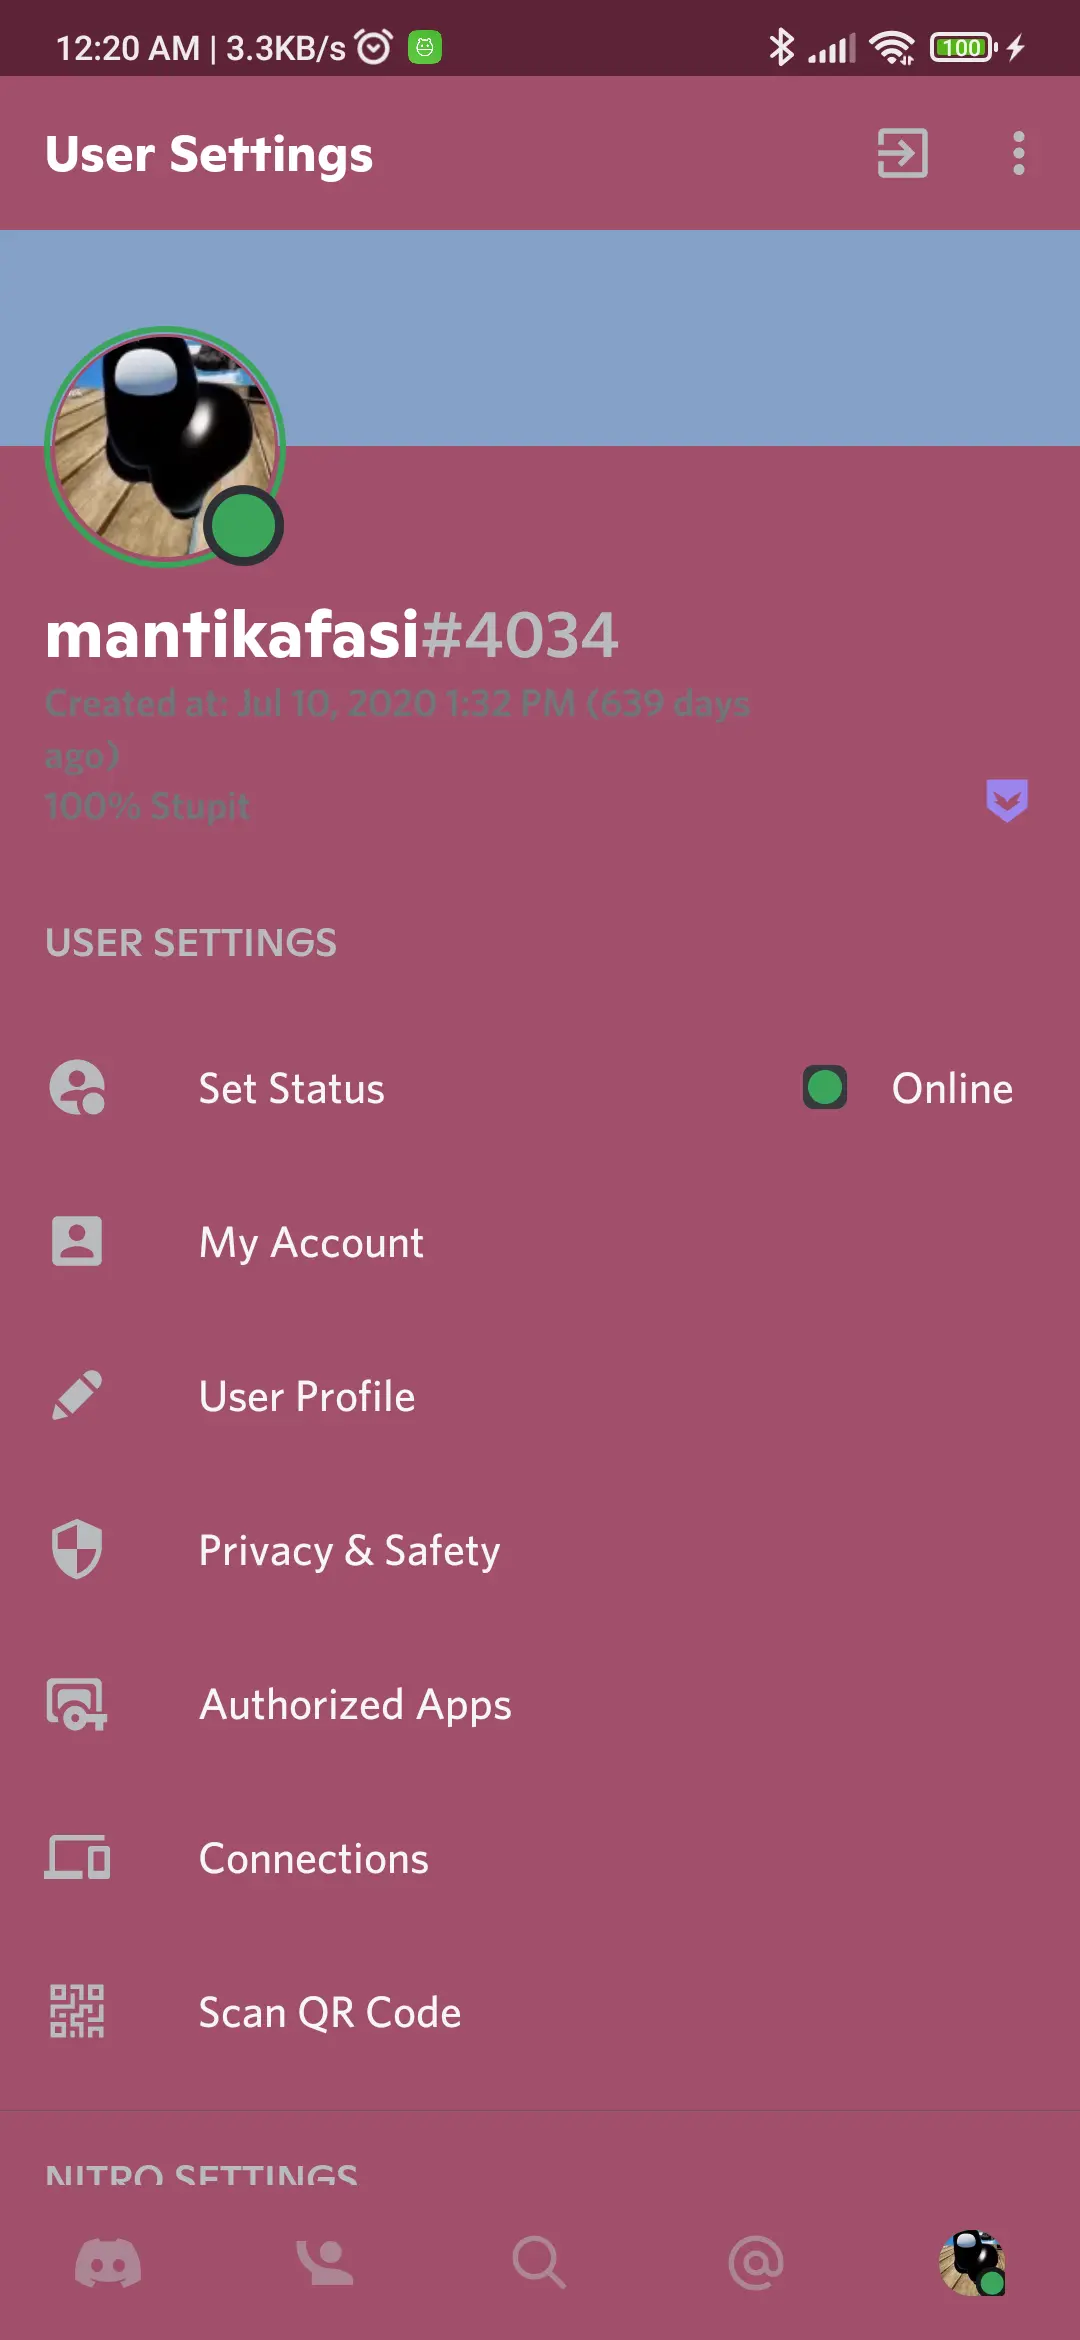 12:20 AM | 3.3KB/s
100
User Settings
mantikafasi#4034
Created at: Jul 10, 2020 1:32 PM (639 days
ago)
100% Stupit
USER SETTINGS
Set Status
Online
My Account
User Profile
Privacy & Safety
Authorized Apps
Connections
Scan QR Code
NITRO SETTINGS